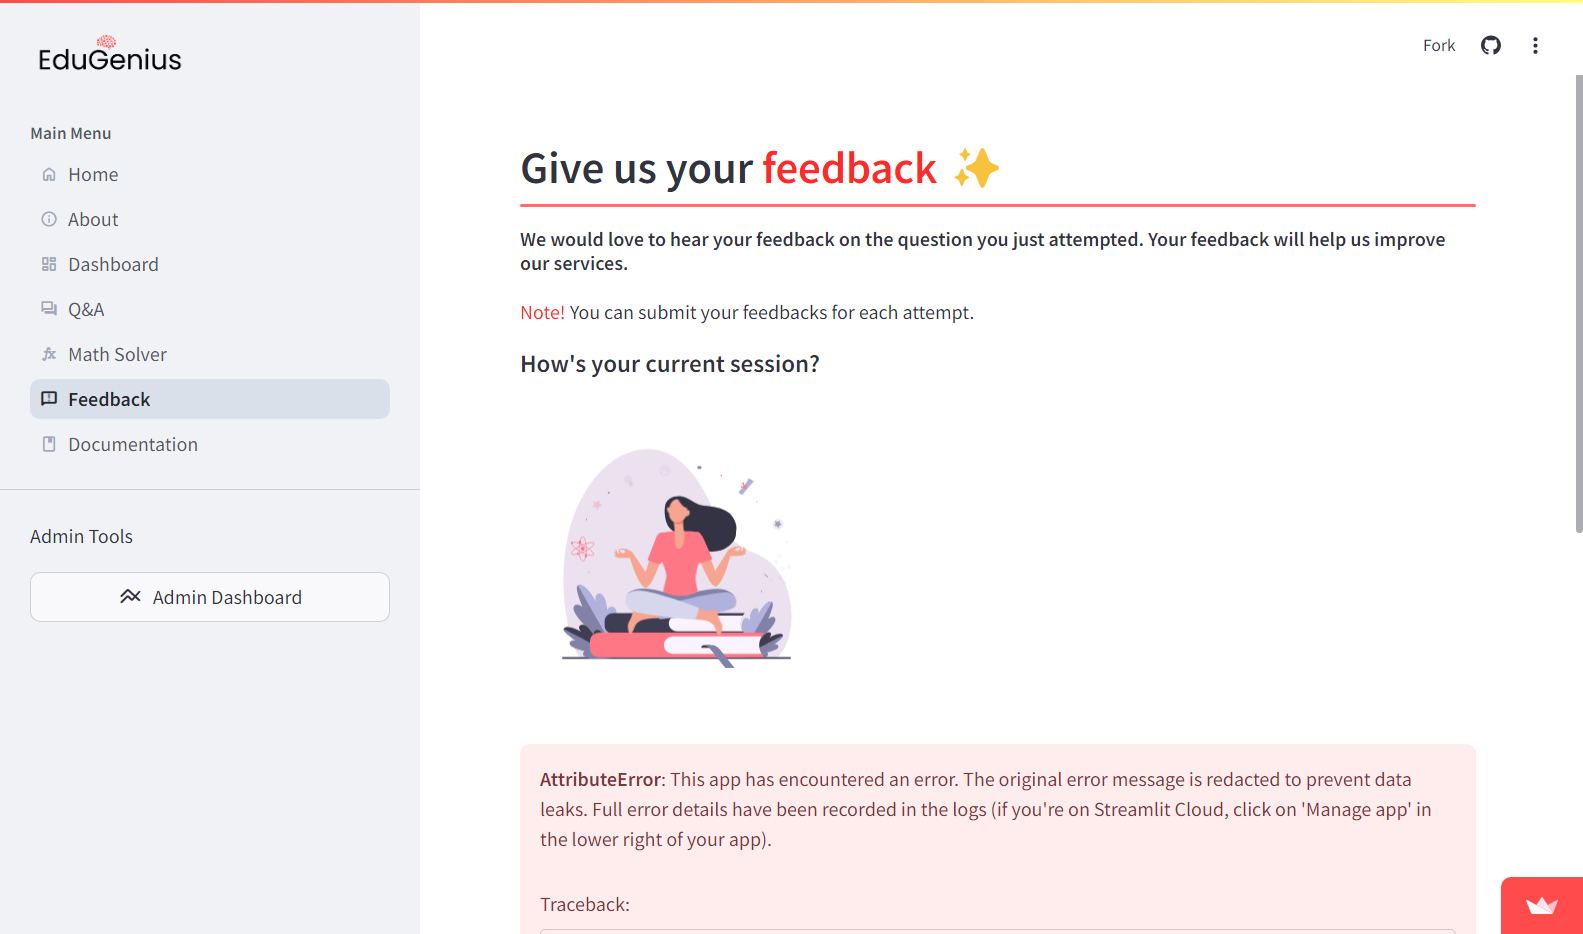 EduGenius
Main Menu
Home
About
Dashboard
Q&A
Math Solver
Feedback
Documentation
Admin Tools
Admin Dashboard
Fork
Give us your feedback ✨
We would love to hear your feedback on the question you just attempted. Your feedback will help us improve
our services.
Note! You can submit your feedbacks for each attempt.
How's your current session?
AttributeError: This app has encountered an error. The original error message is redacted to prevent data
leaks. Full error details have been recorded in the logs (if you're on Streamlit Cloud, click on 'Manage app' in
the lower right of your app).
Traceback: